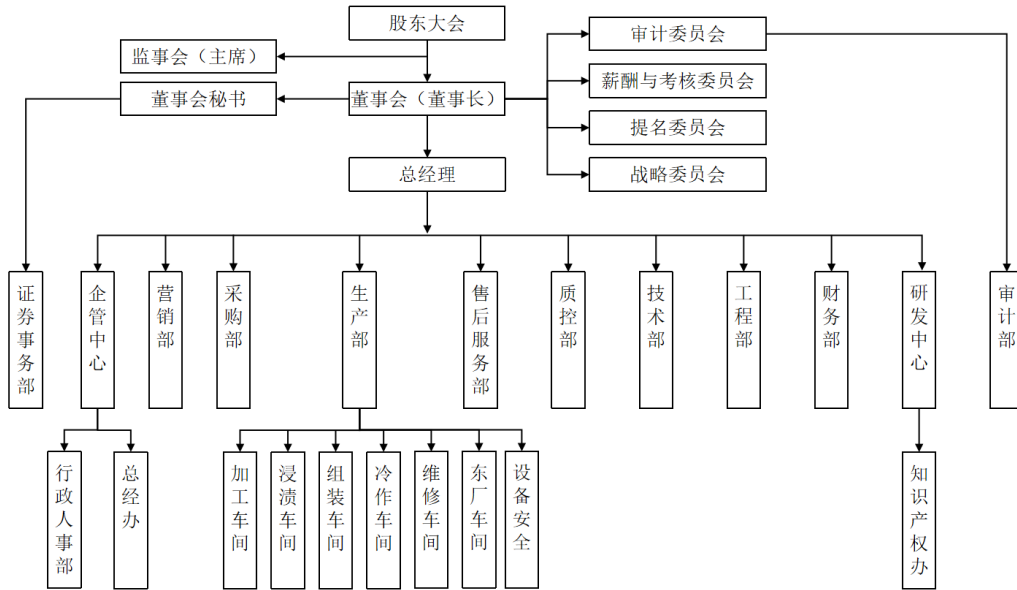 股东大会
审计委员会
监事会（主席）
薪酬与考核委员会
董事会秘书
董事会（董事长）
提名委员会
总经理
战略委员会
证券事务部
企管中心
营销部
采购部
生产部
售后服务部
质控部
技术部
工程部
财务部
研发中心
审计部
行政人事部
总经办
加工车间
浸渍车间
组装车间
冷作车间
维修车间
东厂车间
设备安全
知识产权办